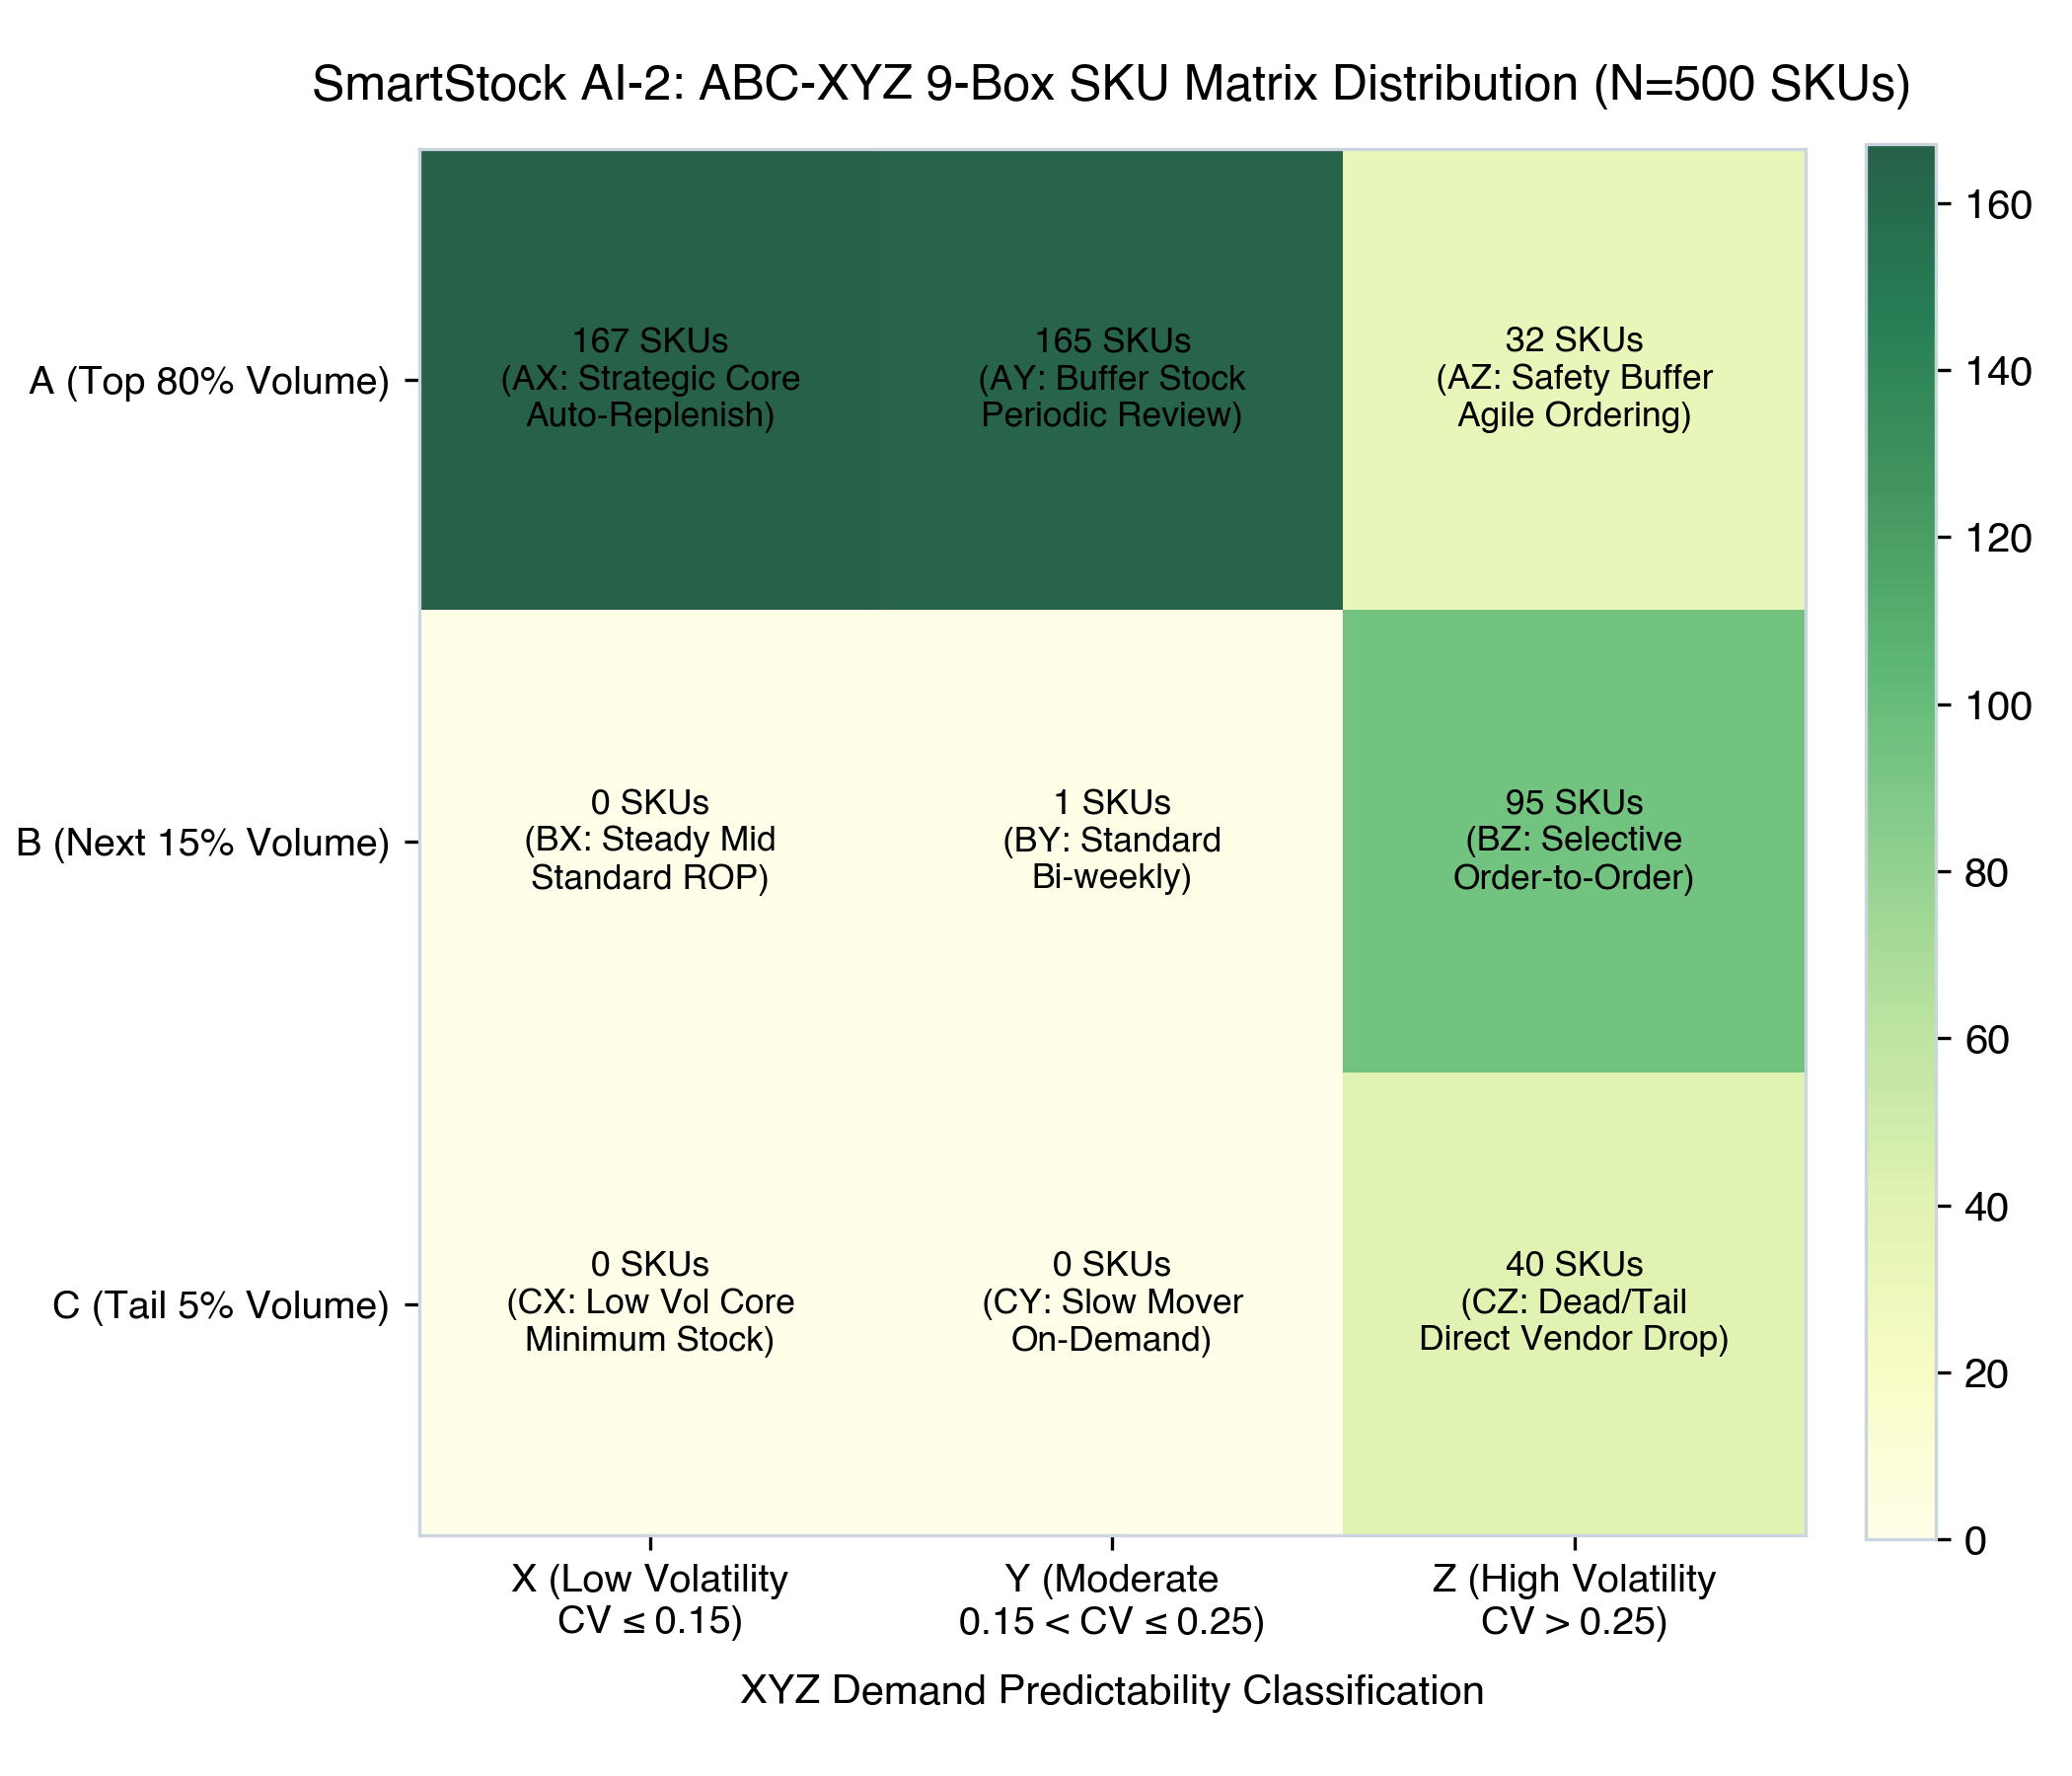 SmartStock AI-2: ABC-XYZ 9-Box SKU Matrix Distribution (N=500 SKUs)
A (Top 80% Volume)
167 SKUs
(AX: Strategic Core
Auto-Replenish)
165 SKUs
(AY: Buffer Stock
Periodic Review)
32 SKUs
(AZ: Safety Buffer
Agile Ordering)
B (Next 15% Volume)
0 SKUs
(BX: Steady Mid
Standard ROP)
1 SKUs
(BY: Standard
Bi-weekly)
95 SKUs
(BZ: Selective
Order-to-Order)
C (Tail 5% Volume)
0 SKUs
(CX: Low Vol Core
Minimum Stock)
0 SKUs
(CY: Slow Mover
On-Demand)
40 SKUs
(CZ: Dead/Tail
Direct Vendor Drop)
X (Low Volatility
CV ≤ 0.15)
Y (Moderate
0.15 < CV ≤ 0.25)
Z (High Volatility
CV > 0.25)
XYZ Demand Predictability Classification
160
140
120
100
80
60
40
20
0